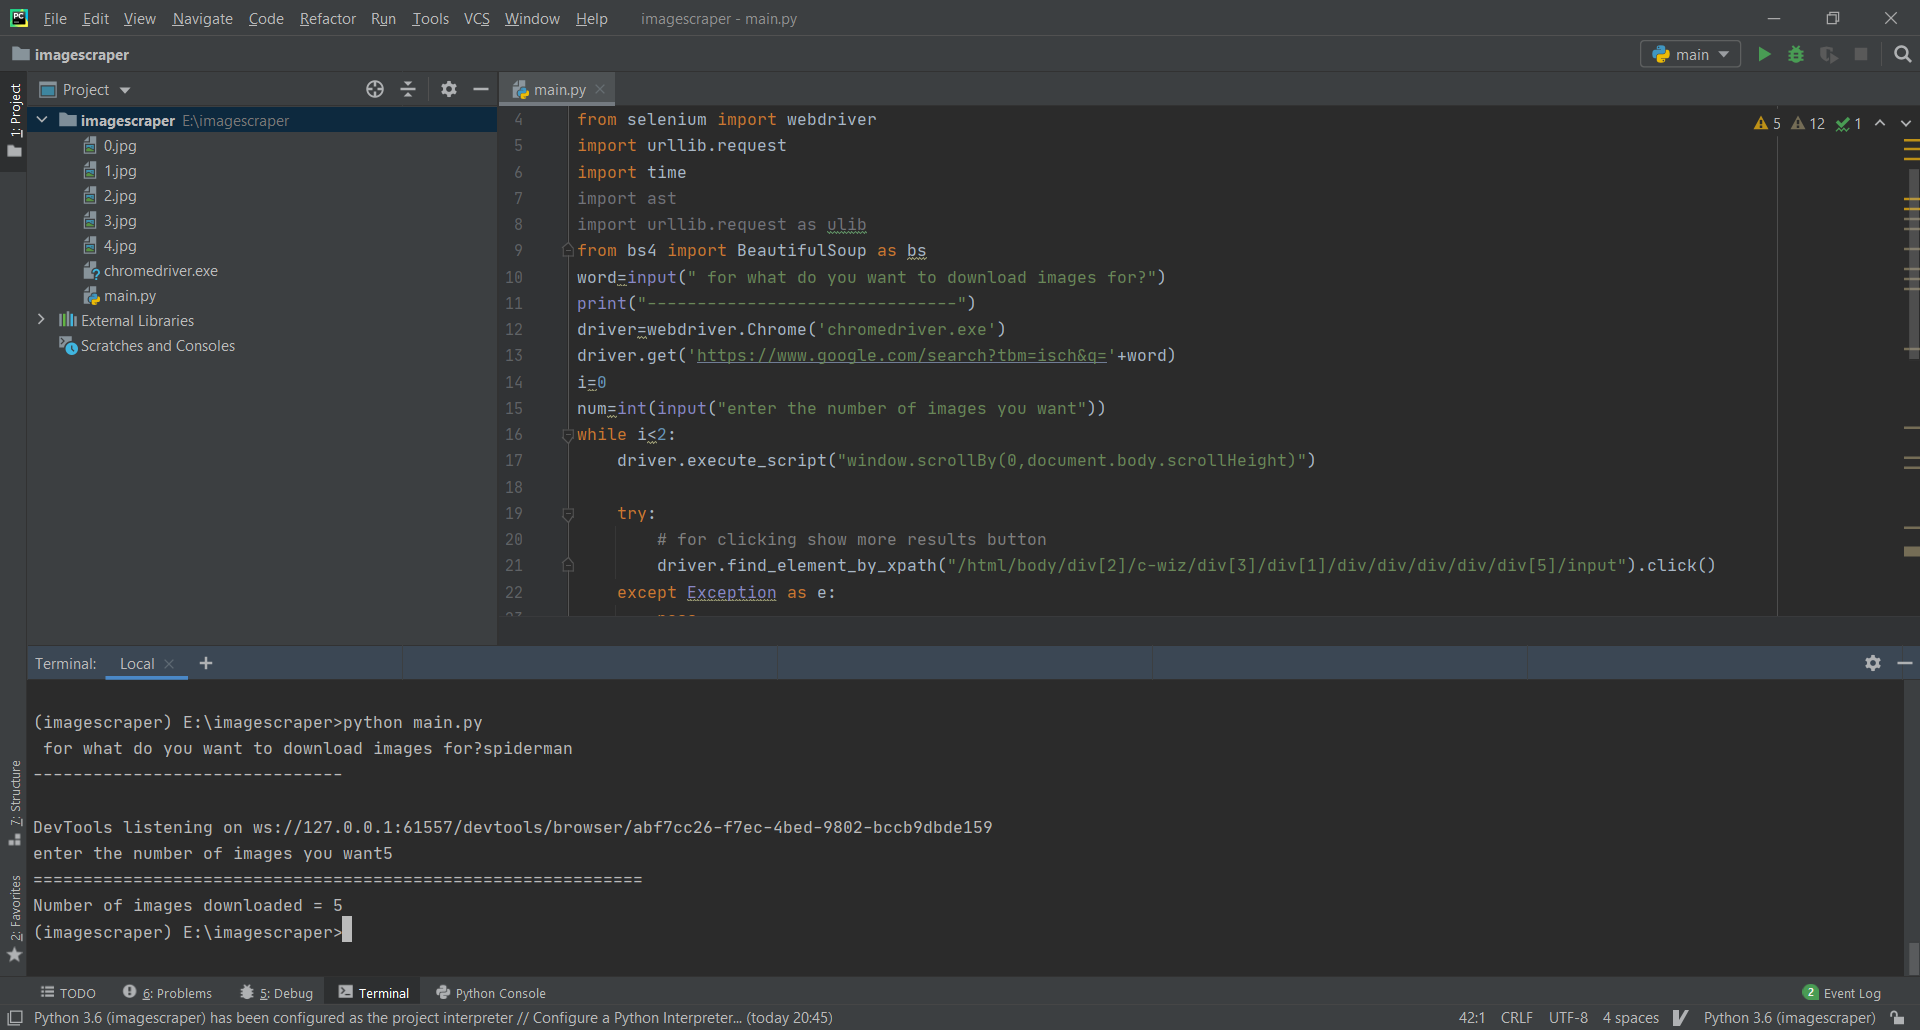 PC File Edit View Navigate Code Refactor Run Tools VCS Window Help imagescraper - main.py
imagescraper main
1: Project
Project
main.py
imagescraper E:\imagescraper
0.jpg
1.jpg
2.jpg
3.jpg
4.jpg
chromedriver.exe
main.py
External Libraries
Scratches and Consoles
5 12 1
4 from selenium import webdriver
5 import urllib.request
6 import time
7 import ast
8 import urllib.request as ulib
9 from bs4 import BeautifulSoup as bs
10 word=input(" for what do you want to download images for?")
11 print("-------------------------------")
12 driver=webdriver.Chrome('chromedriver.exe')
13 driver.get('https://www.google.com/search?tbm=isch&q='+word)
14 i=0
15 num=int(input("enter the number of images you want"))
16 while i<2:
17 driver.execute_script("window.scrollBy(0,document.body.scrollHeight)")
18
19 try:
20 # for clicking show more results button
21 driver.find_element_by_xpath("/html/body/div[2]/c-wiz/div[3]/div[1]/div/div/div/div/div[5]/input").click()
22 except Exception as e:
Terminal: Local
(imagescraper) E:\imagescraper>python main.py
for what do you want to download images for?spiderman
-------------------------------
DevTools listening on ws://127.0.0.1:61557/devtools/browser/abf7cc26-f7ec-4bed-9802-bccb9dbde159
enter the number of images you want5
=============================================================
Number of images downloaded = 5
(imagescraper) E:\imagescraper>
7: Structure
2: Favorites
TODO 6: Problems 5: Debug Terminal Python Console 2 Event Log
Python 3.6 (imagescraper) has been configured as the project interpreter // Configure a Python Interpreter... (today 20:45) 42:1 CRLF UTF-8 4 spaces Python 3.6 (imagescraper)